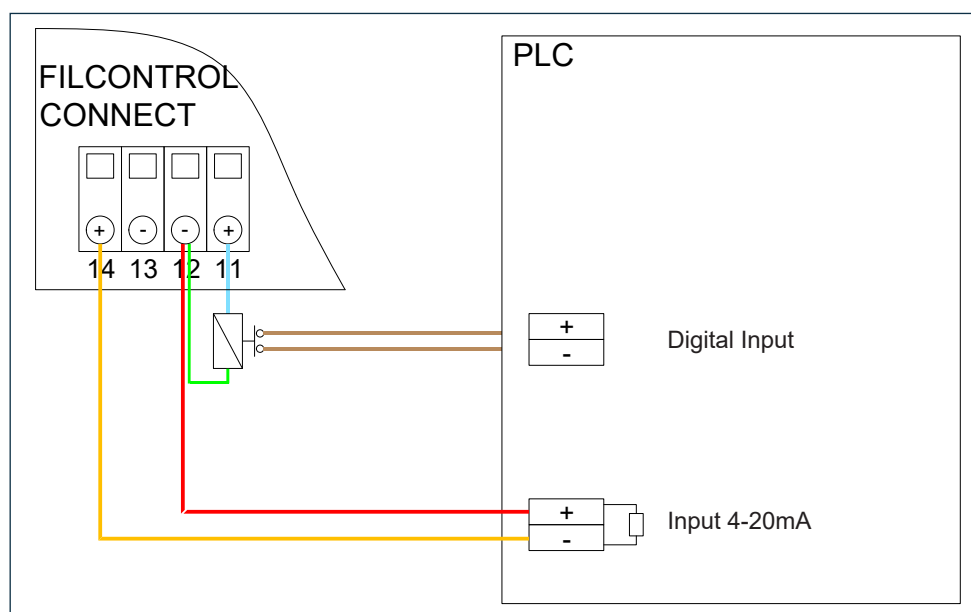 PLC
FILCONTROL
CONNECT
+ - - +
14 13 12 11
+
-
Digital Input
+
-
Input 4-20mA